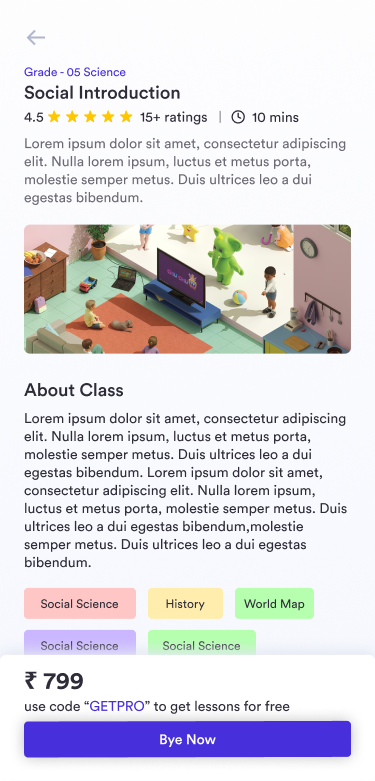 Grade - 05 Science
Social Introduction
4.5 15+ ratings | 10 mins
Lorem ipsum dolor sit amet, consectetur adipiscing
elit. Nulla lorem ipsum, luctus et metus porta,
molestie semper metus. Duis ultrices leo a dui
egestas bibendum.
About Class
Lorem ipsum dolor sit amet, consectetur adipiscing
elit. Nulla lorem ipsum, luctus et metus porta,
molestie semper metus. Duis ultrices leo a dui
egestas bibendum. Lorem ipsum dolor sit amet,
consectetur adipiscing elit. Nulla lorem ipsum,
luctus et metus porta, molestie semper metus. Duis
ultrices leo a dui egestas bibendum,molestie
semper metus. Duis ultrices leo a dui egestas
bibendum.
Social Science History World Map
Social Science Social Science
₹ 799
use code “GETPRO” to get lessons for free
Bye Now